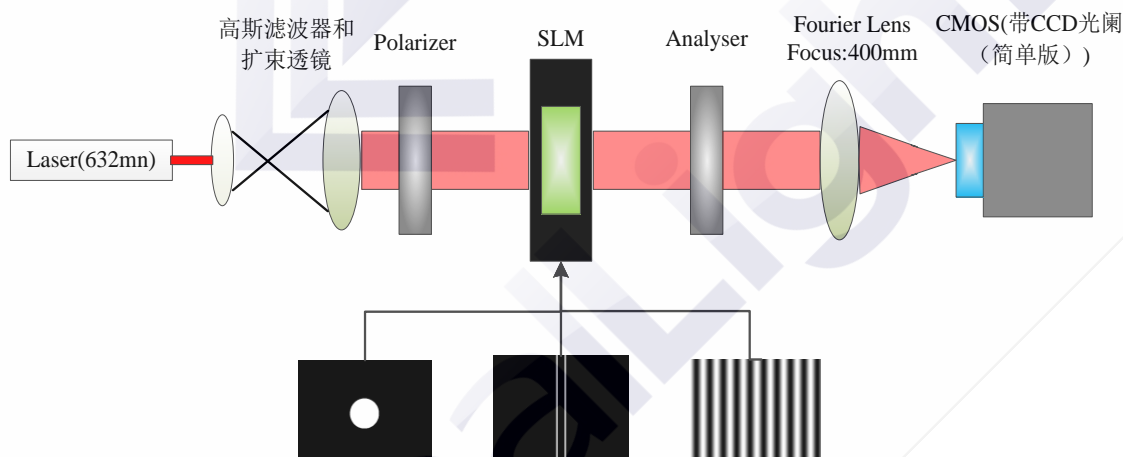 高斯滤波器和
扩束透镜
Polarizer
SLM
Analyser
Fourier Lens
Focus:400mm
CMOS(带CCD光阑
（简单版）)
Laser(632mn)